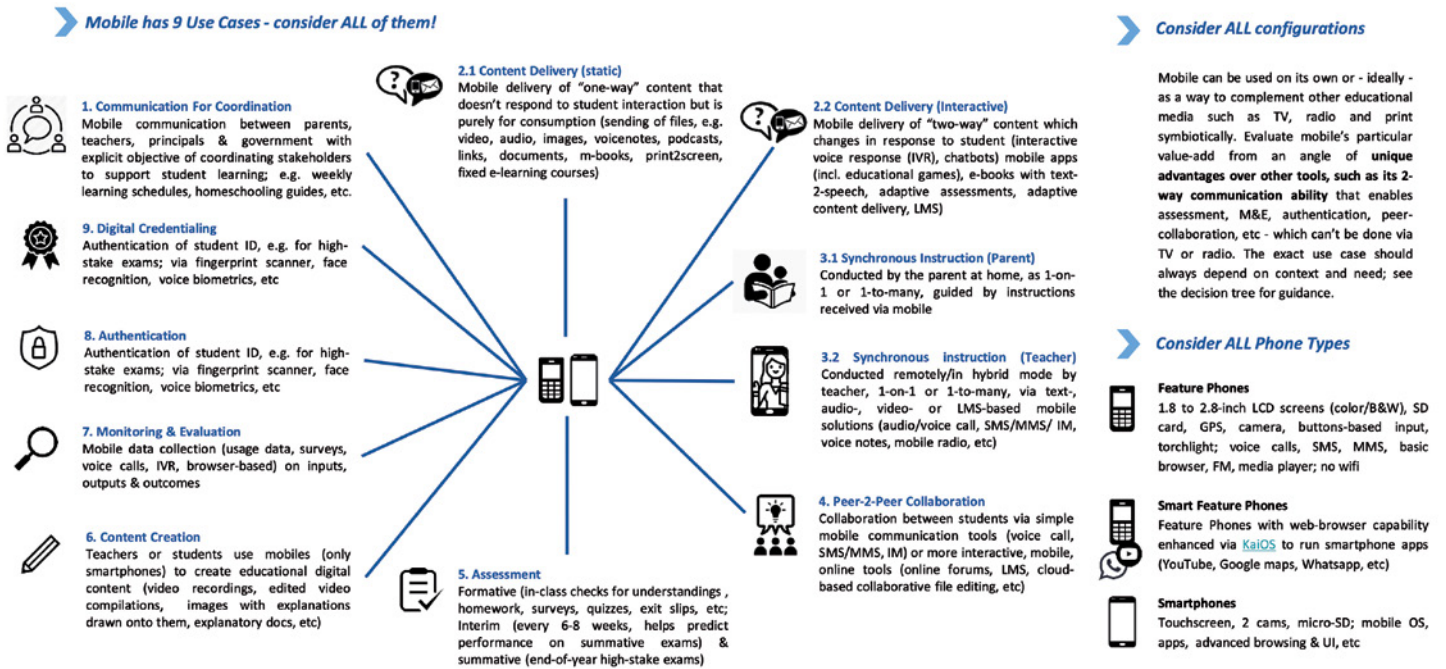 Mobile has 9 Use Cases - consider ALL of them!
1. Communication For Coordination
Mobile communication between parents,
teachers, principals & government with
explicit objective of coordinating stakeholders
to support student learning; e.g. weekly
learning schedules, homeschooling guides, etc.
9. Digital Credentialing
Authentication of student ID, e.g. for high-
stake exams; via fingerprint scanner, face
recognition, voice biometrics, etc
8. Authentication
Authentication of student ID, e.g. for high-
stake exams; via fingerprint scanner, face
recognition, voice biometrics, etc
7. Monitoring & Evaluation
Mobile data collection (usage data, surveys,
voice calls, IVR, browser-based) on inputs,
outputs & outcomes
6. Content Creation
Teachers or students use mobiles (only
smartphones) to create educational digital
content (video recordings, edited video
compilations, images with explanations
drawn onto them, explanatory docs, etc)
2.1 Content Delivery (static)
Mobile delivery of “one-way” content that
doesn’t respond to student interaction but is
purely for consumption (sending of files, e.g.
video, audio, images, voicenotes, podcasts,
links, documents, m-books, print2screen,
fixed e-learning courses)
5. Assessment
Formative (in-class checks for understandings ,
homework, surveys, quizzes, exit slips, etc;
Interim (every 6-8 weeks, helps predict
performance on summative exams) &
summative (end-of-year high-stake exams)
2.2 Content Delivery (Interactive)
Mobile delivery of “two-way” content which
changes in response to student (interactive
voice response (IVR), chatbots) mobile apps
(incl. educational games), e-books with text-
2-speech, adaptive assessments, adaptive
content delivery, LMS)
3.1 Synchronous Instruction (Parent)
Conducted by the parent at home, as 1-on-
1 or 1-to-many, guided by instructions
received via mobile
3.2 Synchronous instruction (Teacher)
Conducted remotely/in hybrid mode by
teacher, 1-on-1 or 1-to-many, via text-,
audio-, video- or LMS-based mobile
solutions (audio/voice call, SMS/MMS/ IM,
voice notes, mobile radio, etc)
4. Peer-2-Peer Collaboration
Collaboration between students via simple
mobile communication tools (voice call,
SMS/MMS, IM) or more interactive, mobile,
online tools (online forums, LMS, cloud-
based collaborative file editing, etc)
Consider ALL configurations
Mobile can be used on its own or - ideally -
as a way to complement other educational
media such as TV, radio and print
symbiotically. Evaluate mobile’s particular
value-add from an angle of unique
advantages over other tools, such as its 2-
way communication ability that enables
assessment, M&E, authentication, peer-
collaboration, etc - which can’t be done via
TV or radio. The exact use case should
always depend on context and need; see
the decision tree for guidance.
Consider ALL Phone Types
Feature Phones
1.8 to 2.8-inch LCD screens (color/B&W), SD
card, GPS, camera, buttons-based input,
torchlight; voice calls, SMS, MMS, basic
browser, FM, media player; no wifi
Smart Feature Phones
Feature Phones with web-browser capability
enhanced via KaiOS to run smartphone apps
(YouTube, Google maps, Whatsapp, etc)
Smartphones
Touchscreen, 2 cams, micro-SD; mobile OS,
apps, advanced browsing & UI, etc